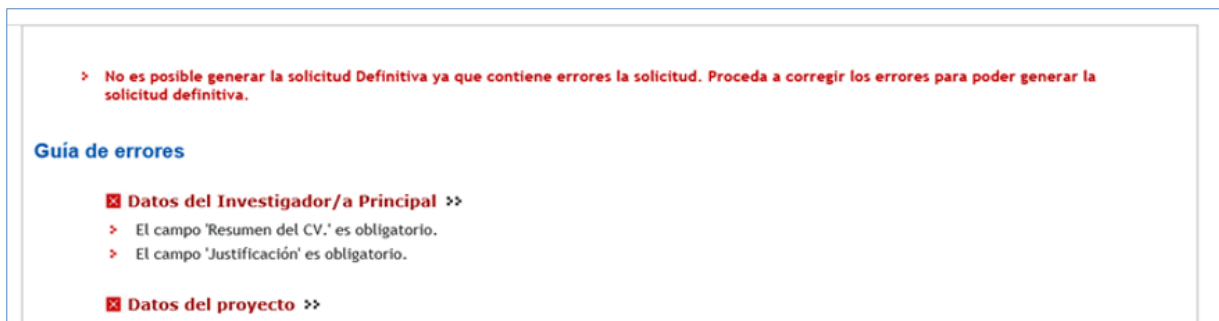 No es posible generar la solicitud Definitiva ya que contiene errores la solicitud. Proceda a corregir los errores para poder generar la
solicitud definitiva.
Guía de errores
Datos del Investigador/a Principal >>
El campo 'Resumen del CV.' es obligatorio.
El campo 'Justificación' es obligatorio.
Datos del proyecto >>